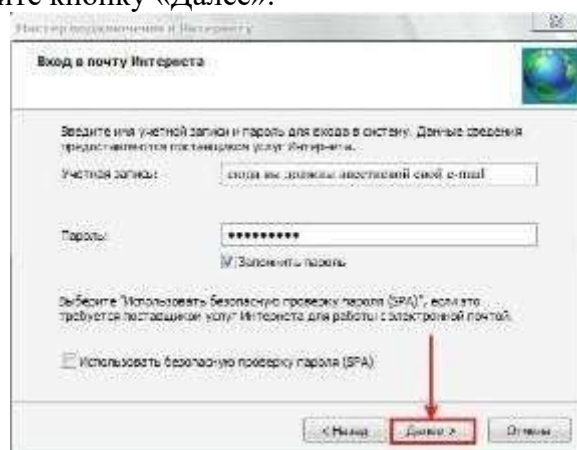 ите кнопку «Далее».
Мастер подключения к Интернету
Вход в почту Интернета
Введите имя учетной записи и пароль для входа в систему. Данные сведения
предоставляются поставщиком услуг Интернета.
Учетная запись:
сюда вы должны ввести свой e-mail
Пароль:
•••••••••
Запомнить пароль
Выберите "Использовать безопасную проверку пароля (SPA)", если это
требуется поставщиком услуг Интернета для работы с электронной почтой.
Использовать безопасную проверку пароля (SPA)
< Назад
Далее >
Отмена